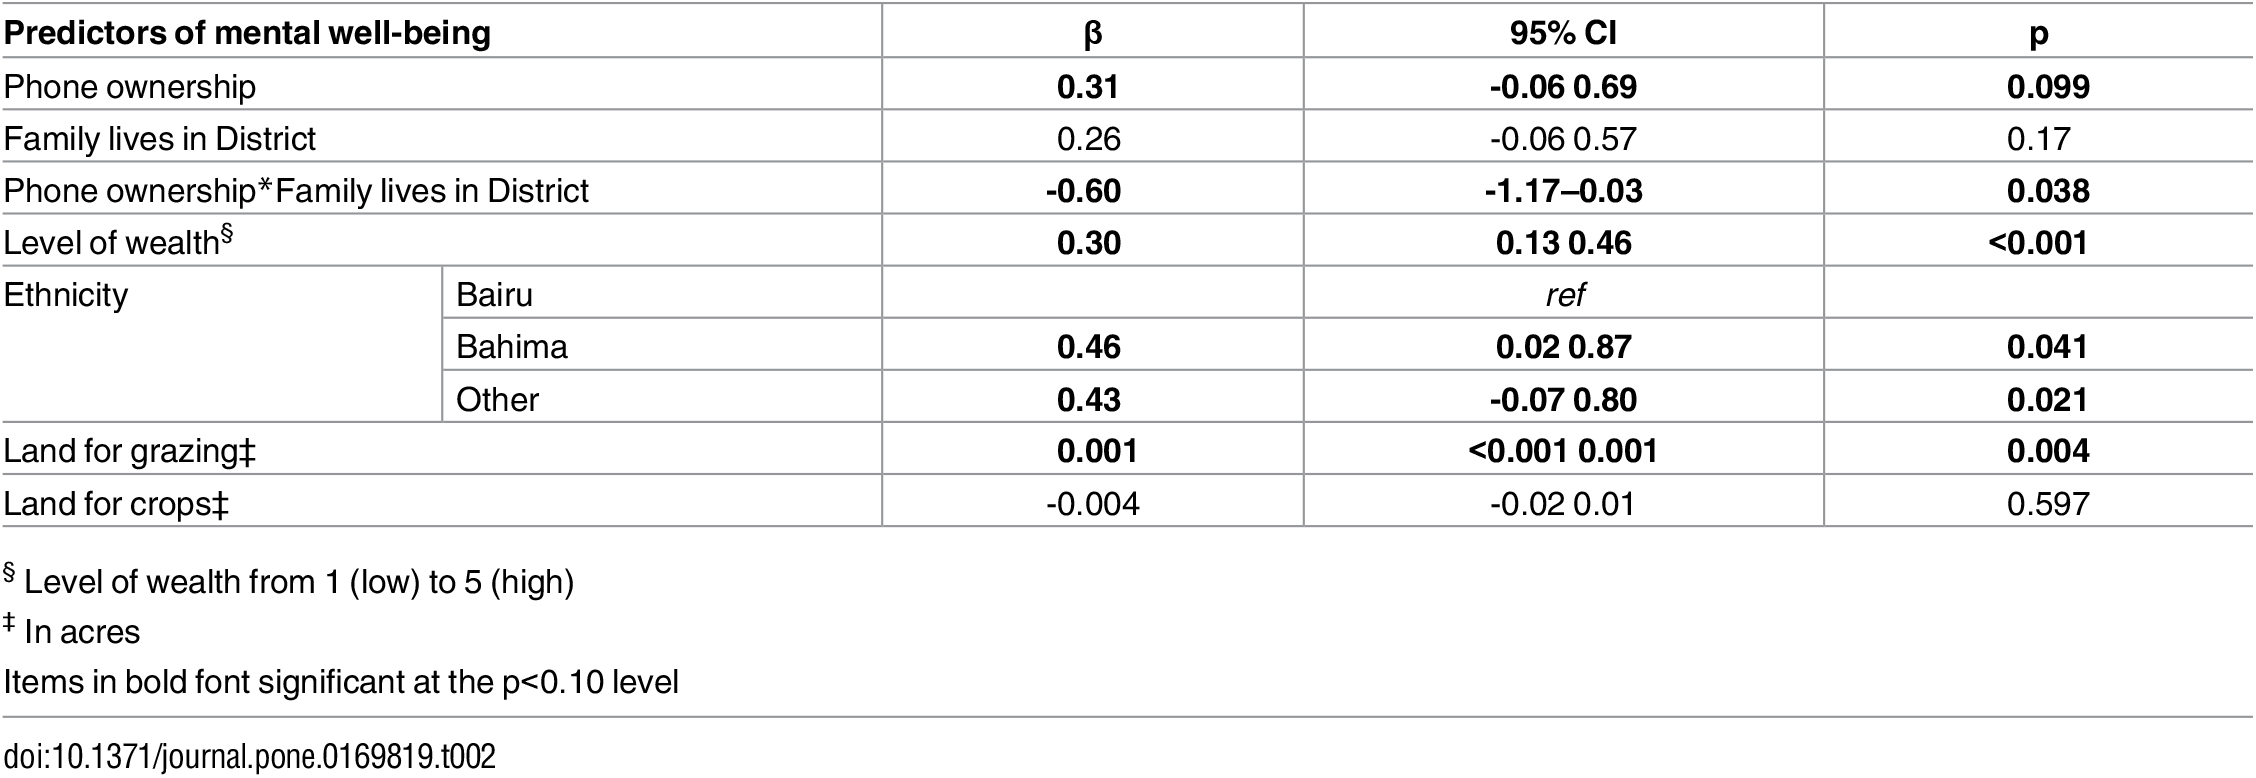 Predictors of mental well-being β 95% CI p
Phone ownership 0.31 -0.06 0.69 0.099
Family lives in District 0.26 -0.06 0.57 0.17
Phone ownership*Family lives in District -0.60 -1.17–0.03 0.038
Level of wealth§ 0.30 0.13 0.46 <0.001
Ethnicity Bairu ref
Bahima 0.46 0.02 0.87 0.041
Other 0.43 -0.07 0.80 0.021
Land for grazing‡ 0.001 <0.001 0.001 0.004
Land for crops‡ -0.004 -0.02 0.01 0.597
§ Level of wealth from 1 (low) to 5 (high)
‡ In acres
Items in bold font significant at the p<0.10 level
doi:10.1371/journal.pone.0169819.t002